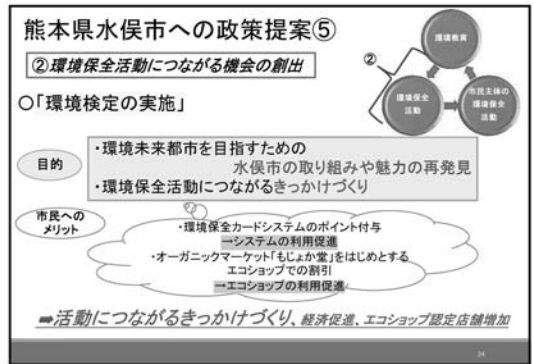 熊本県水俣市への政策提案⑤
②環境保全活動につながる機会の創出
○「環境検定の実施」
②
環境教育
環境保全
活動
市民主体の
環境保全
活動
目的
・環境未来都市を目指すための
水俣市の取り組みや魅力の再発見
・環境保全活動につながるきっかけづくり
市民への
メリット
・環境保全カードシステムのポイント付与
→システムの利用促進
・オーガニックマーケット「もじょか堂」をはじめとする
エコショップでの割引
→エコショップの利用促進
➡活動につながるきっかけづくり、経済促進、エコショップ認定店舗増加
34